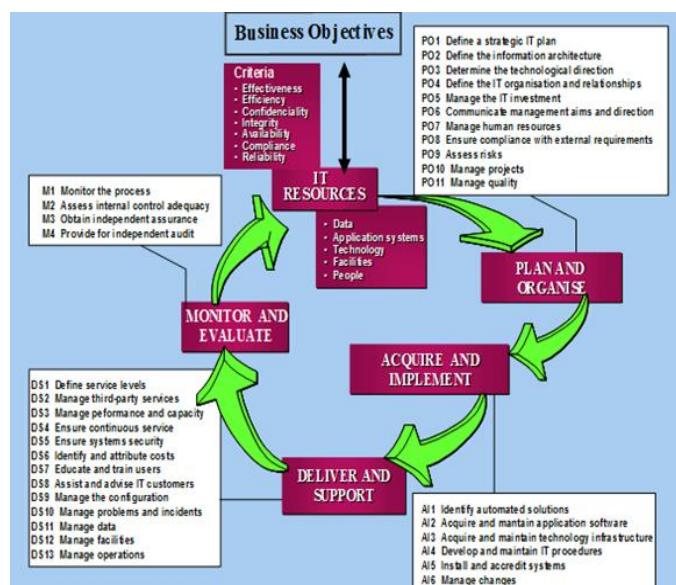 Business Objectives
Criteria
• Effectiveness
• Efficiency
• Confidenciality
• Integrity
• Availability
• Compliance
• Reliability
IT
RESOURCES
• Data
• Application systems
• Technology
• Facilities
• People
PO1 Define a strategic IT plan
PO2 Define the information architecture
PO3 Determine the technological direction
PO4 Define the IT organisation and relationships
PO5 Manage the IT investment
PO6 Communicate management aims and direction
PO7 Manage human resources
PO8 Ensure compliance with external requirements
PO9 Assess risks
PO10 Manage projects
PO11 Manage quality
PLAN AND
ORGANISE
ACQUIRE AND
IMPLEMENT
AI1 Identify automated solutions
AI2 Acquire and mantain application software
AI3 Acquire and maintain technology infrastructure
AI4 Develop and maintain IT procedures
AI5 Install and accredit systems
AI6 Manage changes
DELIVER AND
SUPPORT
DS1 Define service levels
DS2 Manage third-party services
DS3 Manage peformance and capacity
DS4 Ensure continuous service
DS5 Ensure systems security
DS6 Identify and attribute costs
DS7 Educate and train users
DS8 Assist and advise IT customers
DS9 Manage the configuration
DS10 Manage problems and incidents
DS11 Manage data
DS12 Manage facilities
DS13 Manage operations
MONITOR AND
EVALUATE
M1 Monitor the process
M2 Assess internal control adequacy
M3 Obtain independent assurance
M4 Provide for independent audit